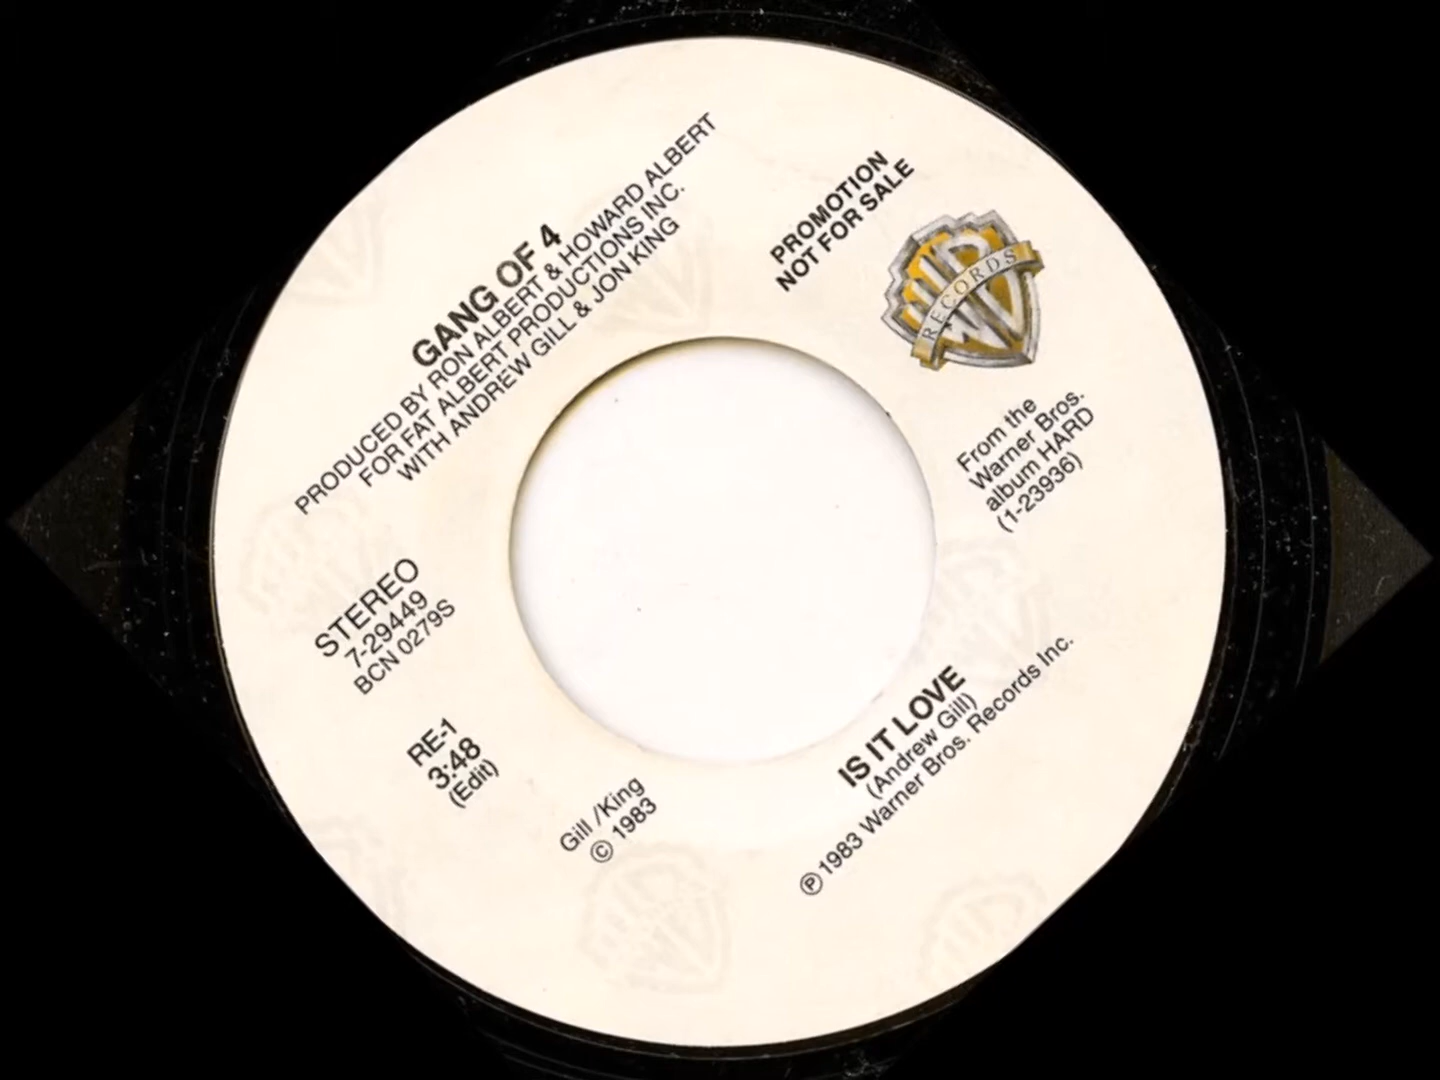 GANG OF 4
PRODUCED BY RON ALBERT & HOWARD ALBERT
FOR FAT ALBERT PRODUCTIONS INC.
WITH ANDREW GILL & JON KING
PROMOTION
NOT FOR SALE
RECORDS
From the
Warner Bros.
album HARD
(1-23936)
STEREO
7-29449
BCN 0279S
RE-1
3:48
(Edit)
Gill /King
© 1983
IS IT LOVE
(Andrew Gill)
℗ 1983 Warner Bros. Records Inc.